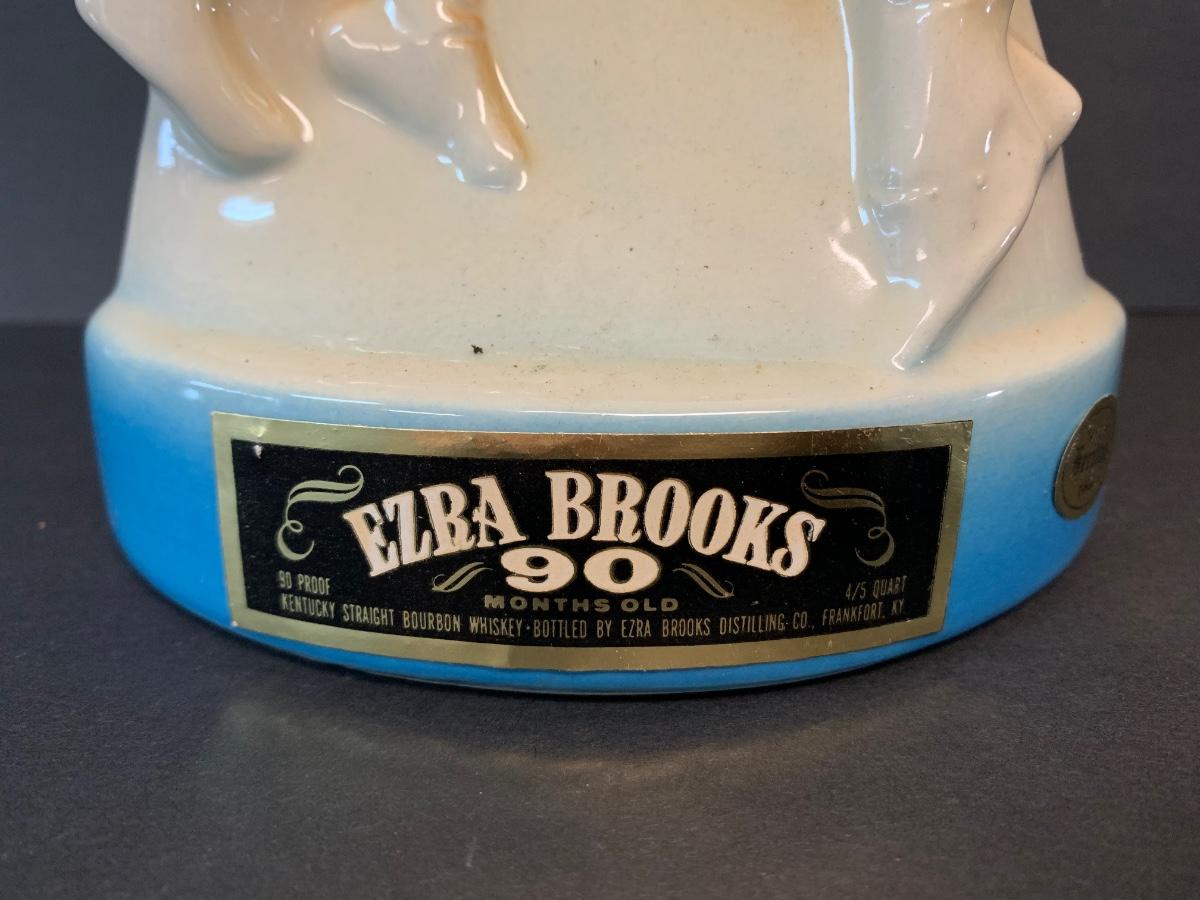 EZRA BROOKS
90
MONTHS OLD
90 PROOF
4/5 QUART
KENTUCKY STRAIGHT BOURBON WHISKEY · BOTTLED BY EZRA BROOKS DISTILLING CO., FRANKFORT, KY.